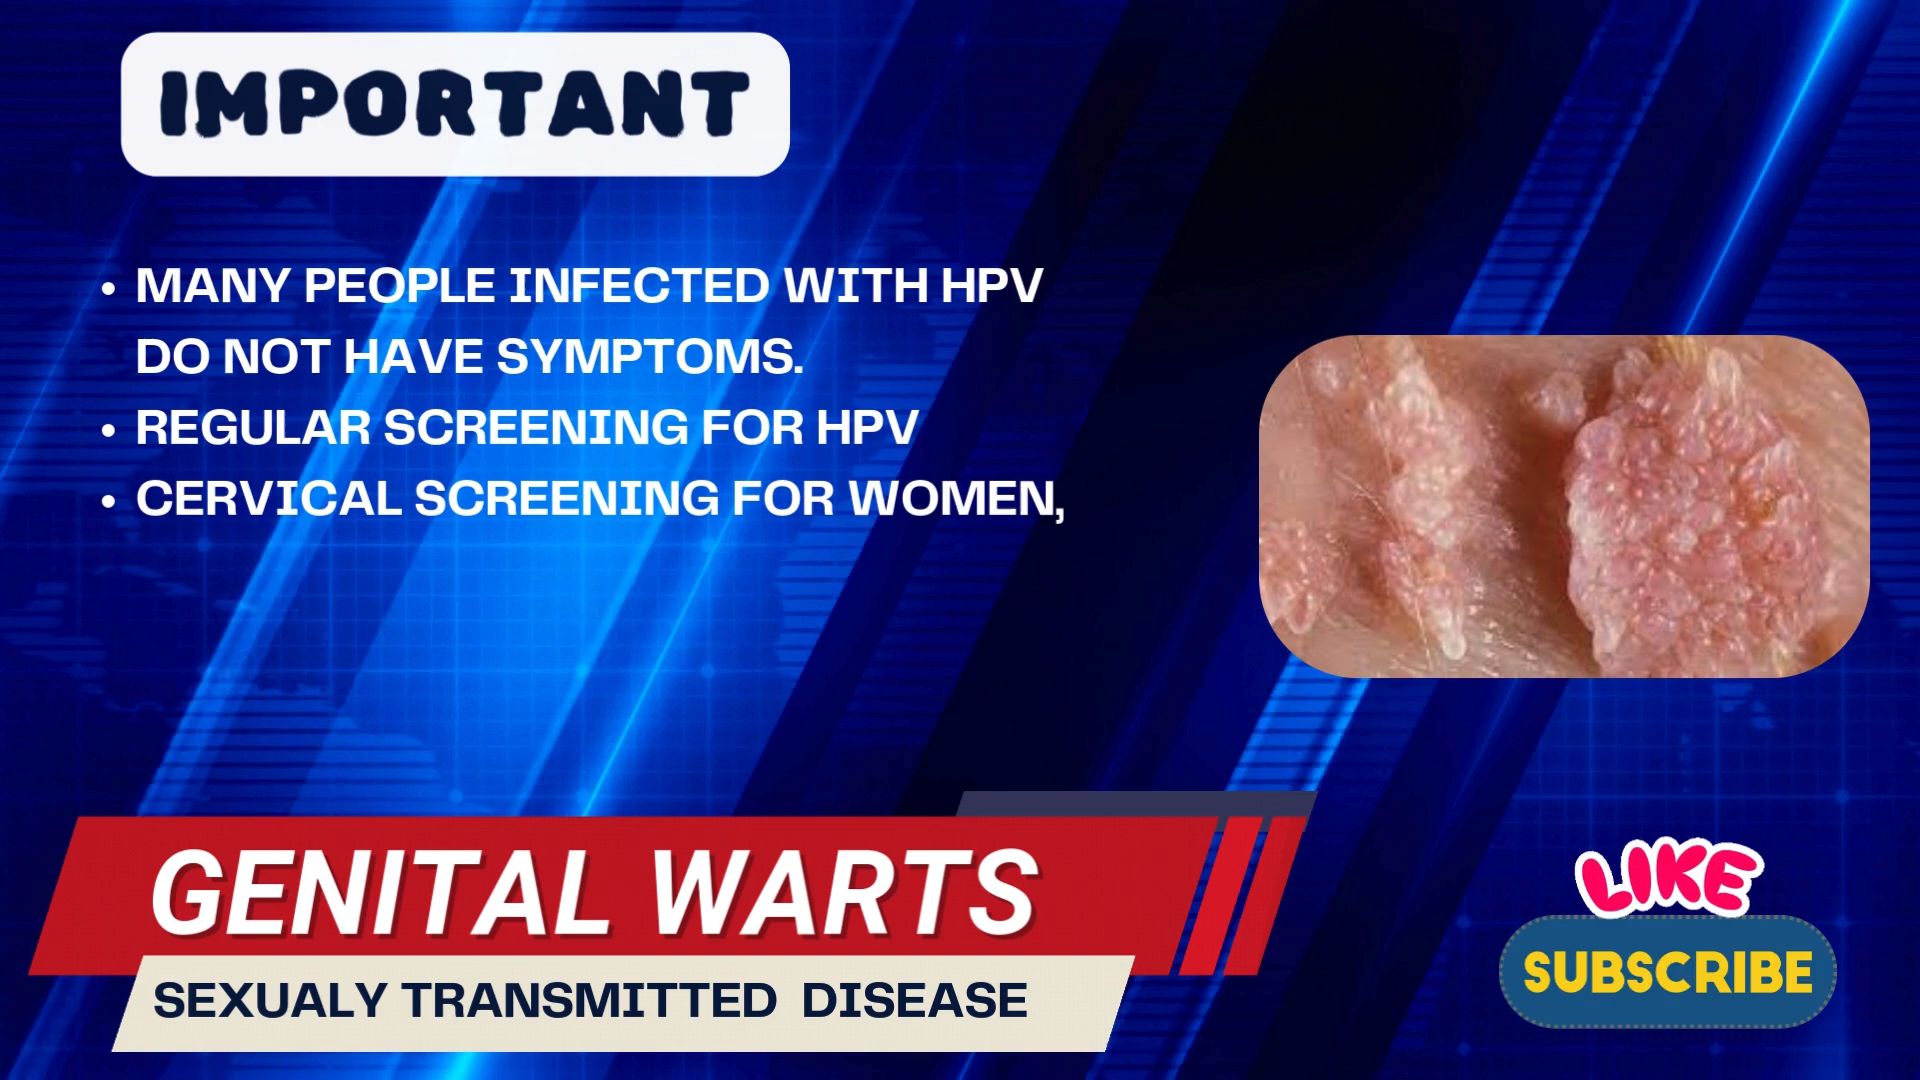 IMPORTANT
• MANY PEOPLE INFECTED WITH HPV
DO NOT HAVE SYMPTOMS.
• REGULAR SCREENING FOR HPV
• CERVICAL SCREENING FOR WOMEN,
GENITAL WARTS
SEXUALY TRANSMITTED DISEASE
LIKE
SUBSCRIBE